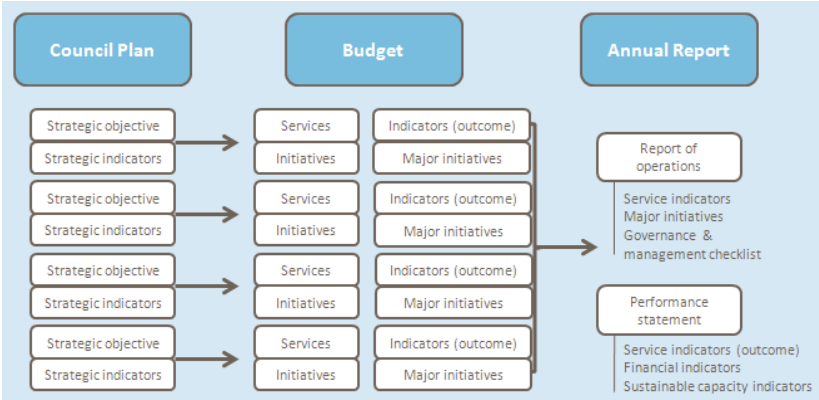 Council Plan
Budget
Annual Report
Strategic objective
Strategic indicators
Services
Initiatives
Indicators (outcome)
Major initiatives
Strategic objective
Strategic indicators
Services
Initiatives
Indicators (outcome)
Major initiatives
Strategic objective
Strategic indicators
Services
Initiatives
Indicators (outcome)
Major initiatives
Strategic objective
Strategic indicators
Services
Initiatives
Indicators (outcome)
Major initiatives
Report of
operations
Service indicators
Major initiatives
Governance &
management checklist
Performance
statement
Service indicators (outcome)
Financial indicators
Sustainable capacity indicators